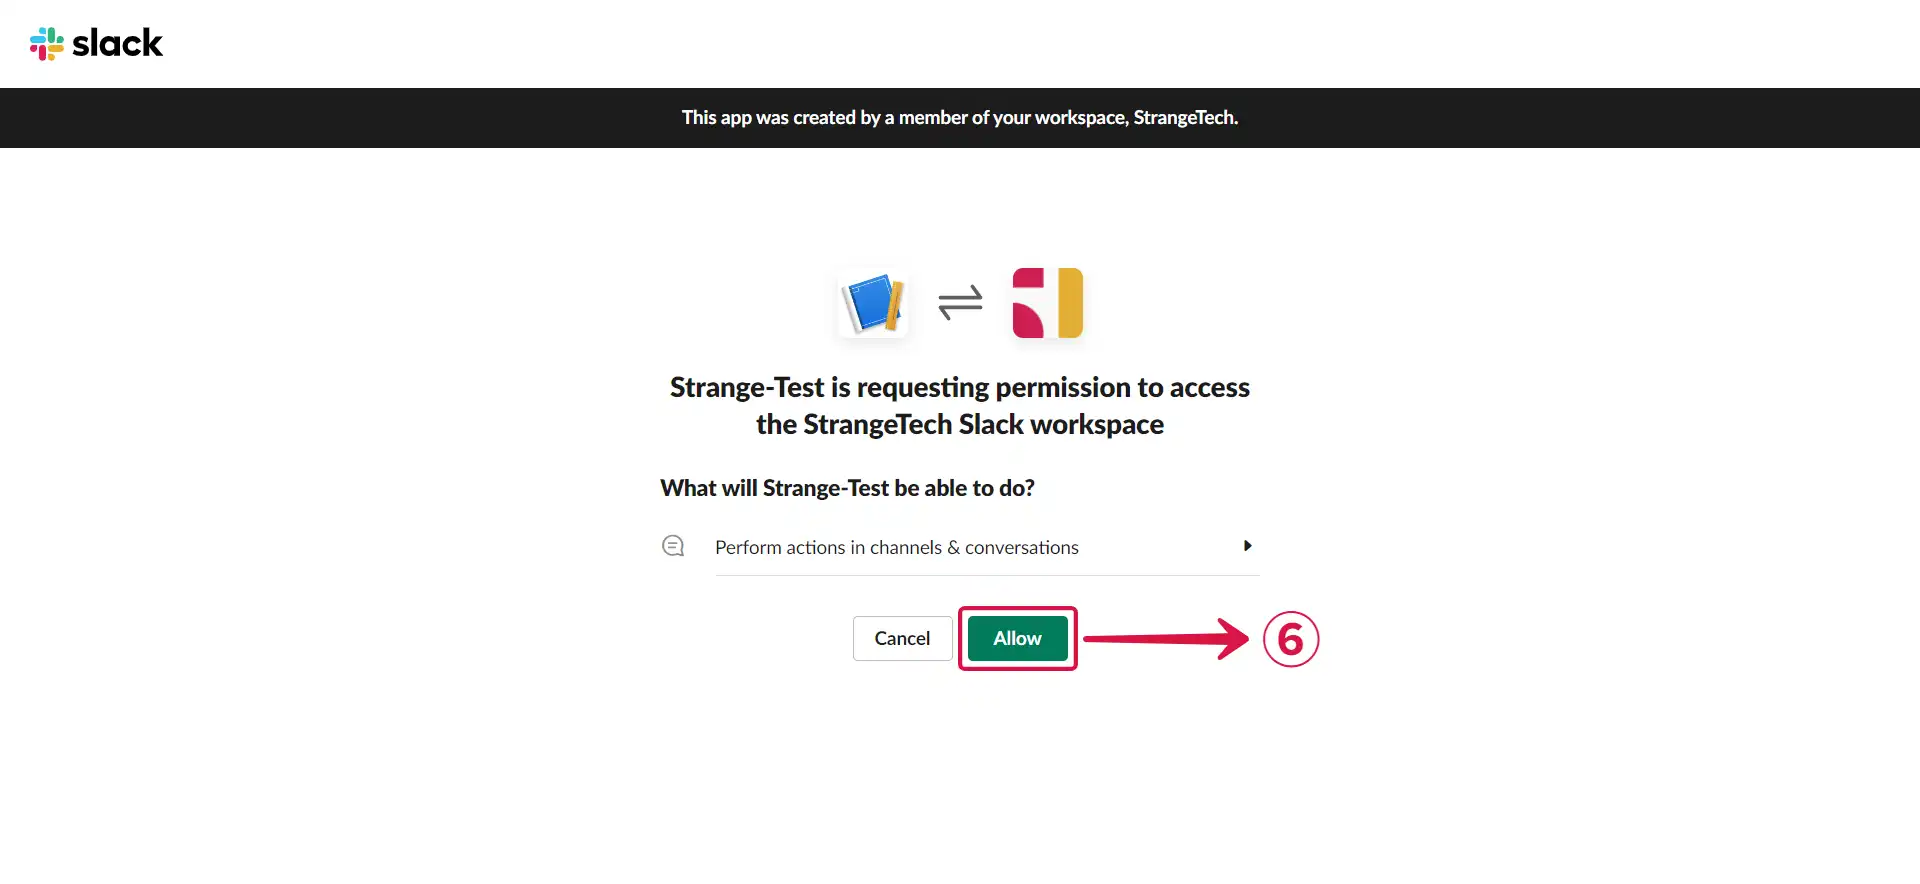 slack
This app was created by a member of your workspace, StrangeTech.
Strange-Test is requesting permission to access
the StrangeTech Slack workspace
What will Strange-Test be able to do?
Perform actions in channels & conversations
Cancel
Allow
6